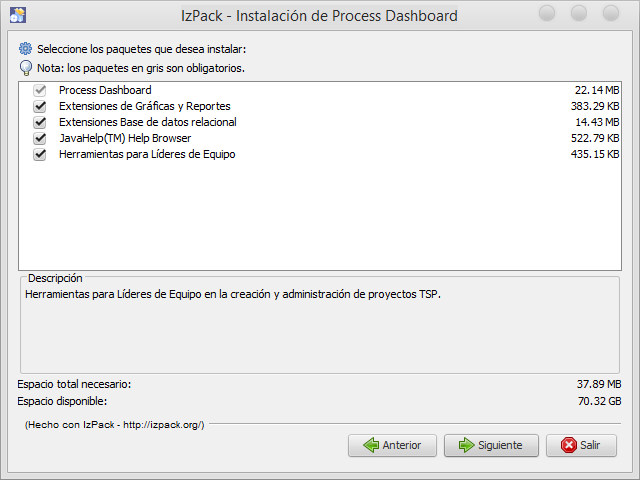 IzPack - Instalación de Process Dashboard
Seleccione los paquetes que desea instalar:
Nota: los paquetes en gris son obligatorios.
Process Dashboard 22.14 MB
Extensiones de Gráficas y Reportes 383.29 KB
Extensiones Base de datos relacional 14.43 MB
JavaHelp(TM) Help Browser 522.79 KB
Herramientas para Líderes de Equipo 435.15 KB
Descripción
Herramientas para Líderes de Equipo en la creación y administración de proyectos TSP.
Espacio total necesario: 37.89 MB
Espacio disponible: 70.32 GB
(Hecho con IzPack - http://izpack.org/)
Anterior Siguiente Salir